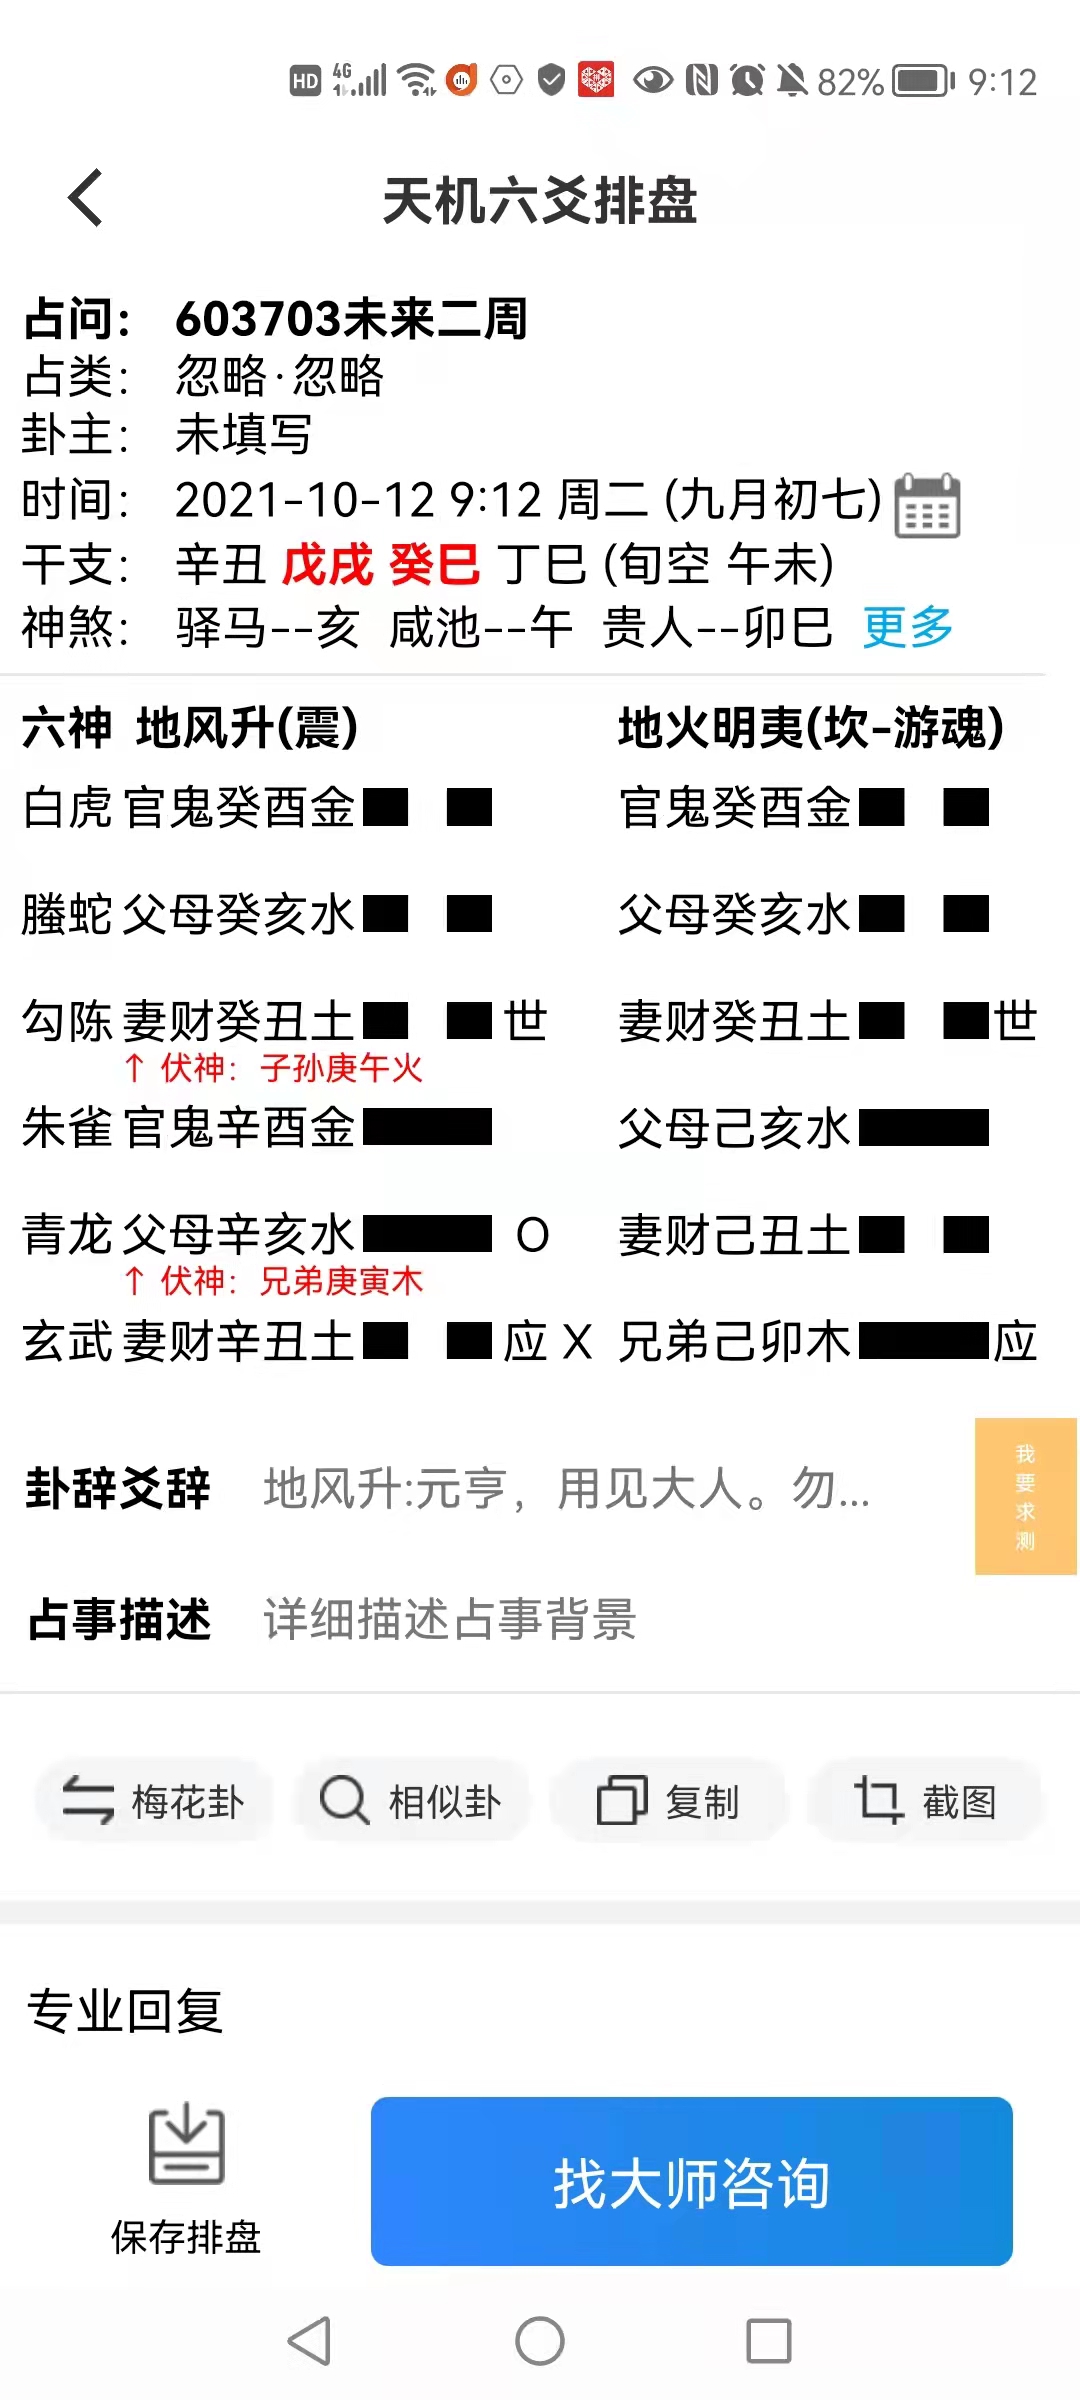 HD 4G 82% 9:12
天机六爻排盘
占问： 603703未来二周
占类： 忽略·忽略
卦主： 未填写
时间： 2021-10-12 9:12 周二 (九月初七)
干支： 辛丑 戊戌 癸巳 丁巳 (旬空 午未)
神煞： 驿马--亥 咸池--午 贵人--卯巳 更多
六神 地风升(震) 地火明夷(坎-游魂)
白虎 官鬼癸酉金 官鬼癸酉金
螣蛇 父母癸亥水 父母癸亥水
勾陈 妻财癸丑土 世 妻财癸丑土 世
↑ 伏神： 子孙庚午火
朱雀 官鬼辛酉金 父母己亥水
青龙 父母辛亥水 O 妻财己丑土
↑ 伏神： 兄弟庚寅木
玄武 妻财辛丑土 应 X 兄弟己卯木 应
卦辞爻辞 地风升:元亨，用见大人。勿...
我要求测
占事描述 详细描述占事背景
梅花卦 相似卦 复制 截图
专业回复
保存排盘 找大师咨询